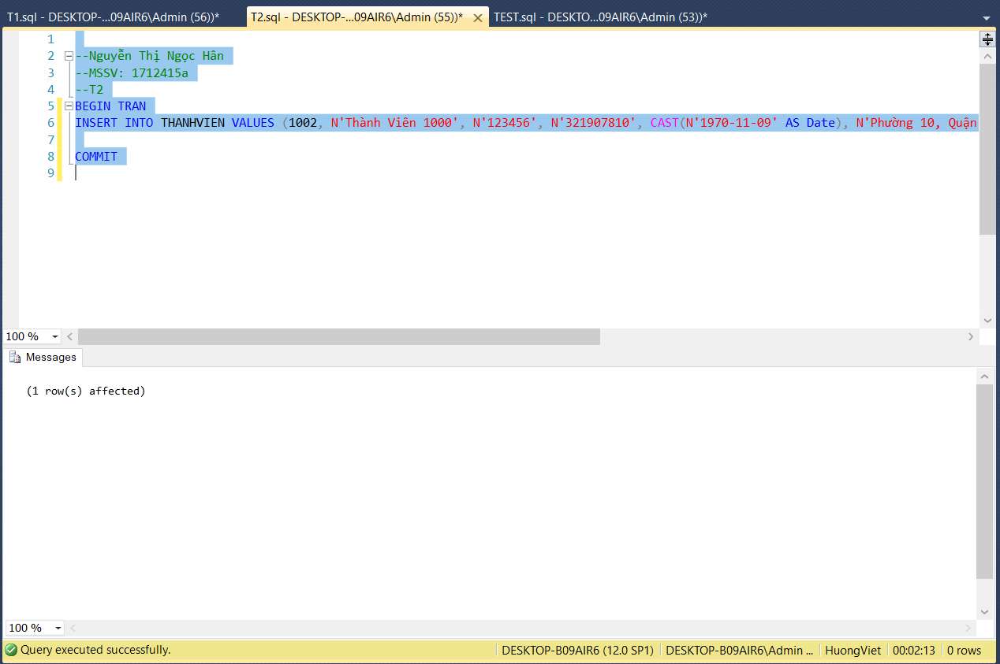 T1.sql - DESKTOP-...09AIR6\Admin (56))* T2.sql - DESKTOP-...09AIR6\Admin (55))* TEST.sql - DESKTO...09AIR6\Admin (53))*
1
2 --Nguyễn Thị Ngọc Hân
3 --MSSV: 1712415a
4 --T2
5 BEGIN TRAN
6 INSERT INTO THANHVIEN VALUES (1002, N'Thành Viên 1000', N'123456', N'321907810', CAST(N'1970-11-09' AS Date), N'Phường 10, Quận
7
8 COMMIT
9
100 %
Messages
(1 row(s) affected)
100 %
Query executed successfully. DESKTOP-B09AIR6 (12.0 SP1) DESKTOP-B09AIR6\Admin ... HuongViet 00:02:13 0 rows